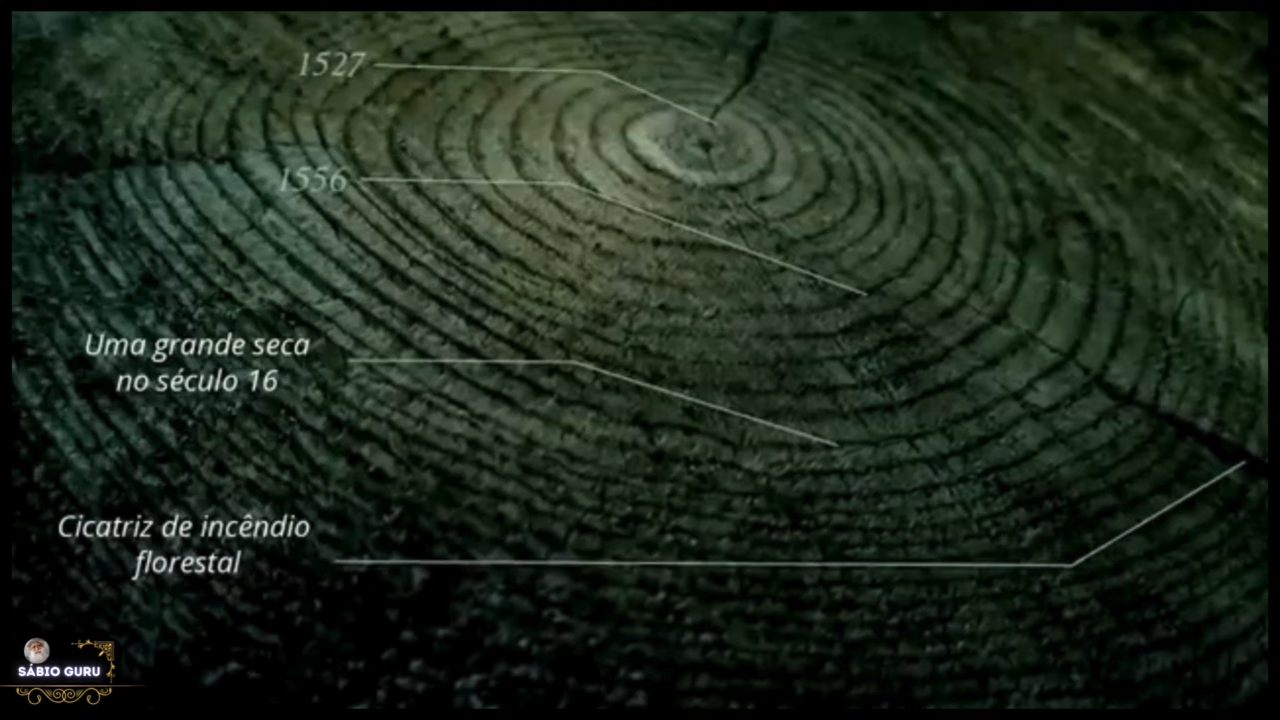 1527
1556
Uma grande seca
no século 16
Cicatriz de incêndio
florestal
SÁBIO GURU